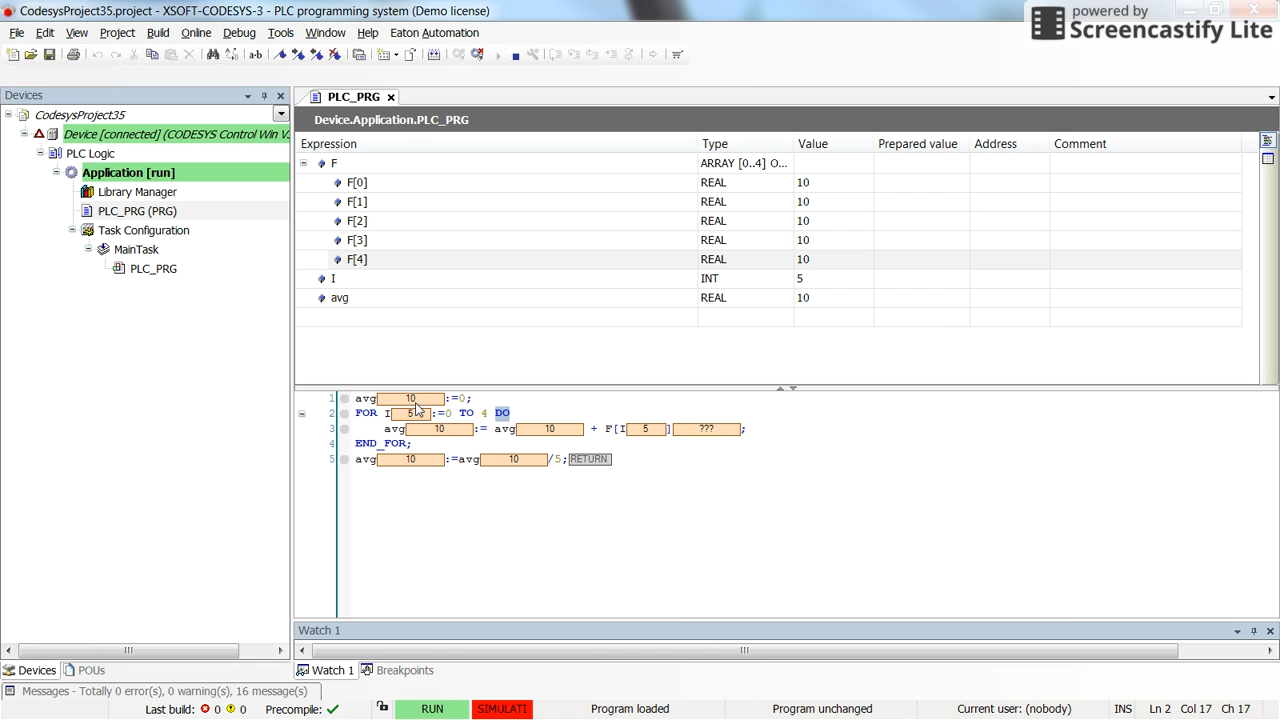 CodesysProject35.project - XSOFT-CODESYS-3 - PLC programming system (Demo license)
powered by
Screencastify Lite
File Edit View Project Build Online Debug Tools Window Help Eaton Automation
Devices
CodesysProject35
Device [connected] (CODESYS Control Win V.
PLC Logic
Application [run]
Library Manager
PLC_PRG (PRG)
Task Configuration
MainTask
PLC_PRG
Devices POUs
PLC_PRG
Device.Application.PLC_PRG
Expression Type Value Prepared value Address Comment
F ARRAY [0..4] O...
F[0] REAL 10
F[1] REAL 10
F[2] REAL 10
F[3] REAL 10
F[4] REAL 10
I INT 5
avg REAL 10
1 avg 10 :=0;
2 FOR I 5 :=0 TO 4 DO
3 avg 10 := avg 10 + F[I 5 ] ??? ;
4 END_FOR;
5 avg 10 :=avg 10 /5; RETURN
Watch 1
Watch 1 Breakpoints
Messages - Totally 0 error(s), 0 warning(s), 16 message(s)
Last build: 0 0 Precompile: RUN SIMULATI Program loaded Program unchanged Current user: (nobody) INS Ln 2 Col 17 Ch 17